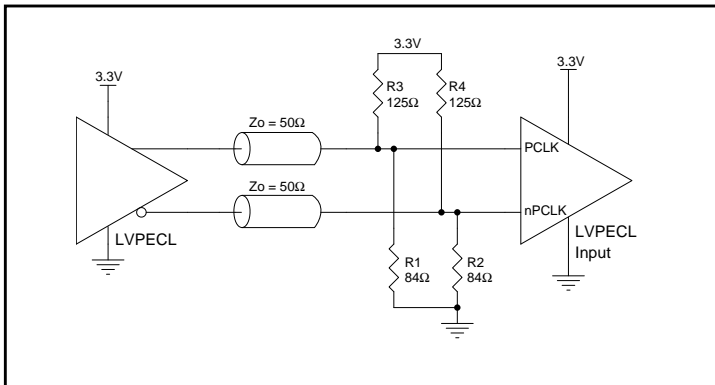 3.3V
3.3V
3.3V
R3
125Ω
R4
125Ω
Zo = 50Ω
PCLK
Zo = 50Ω
nPCLK
LVPECL
LVPECL
Input
R1
84Ω
R2
84Ω